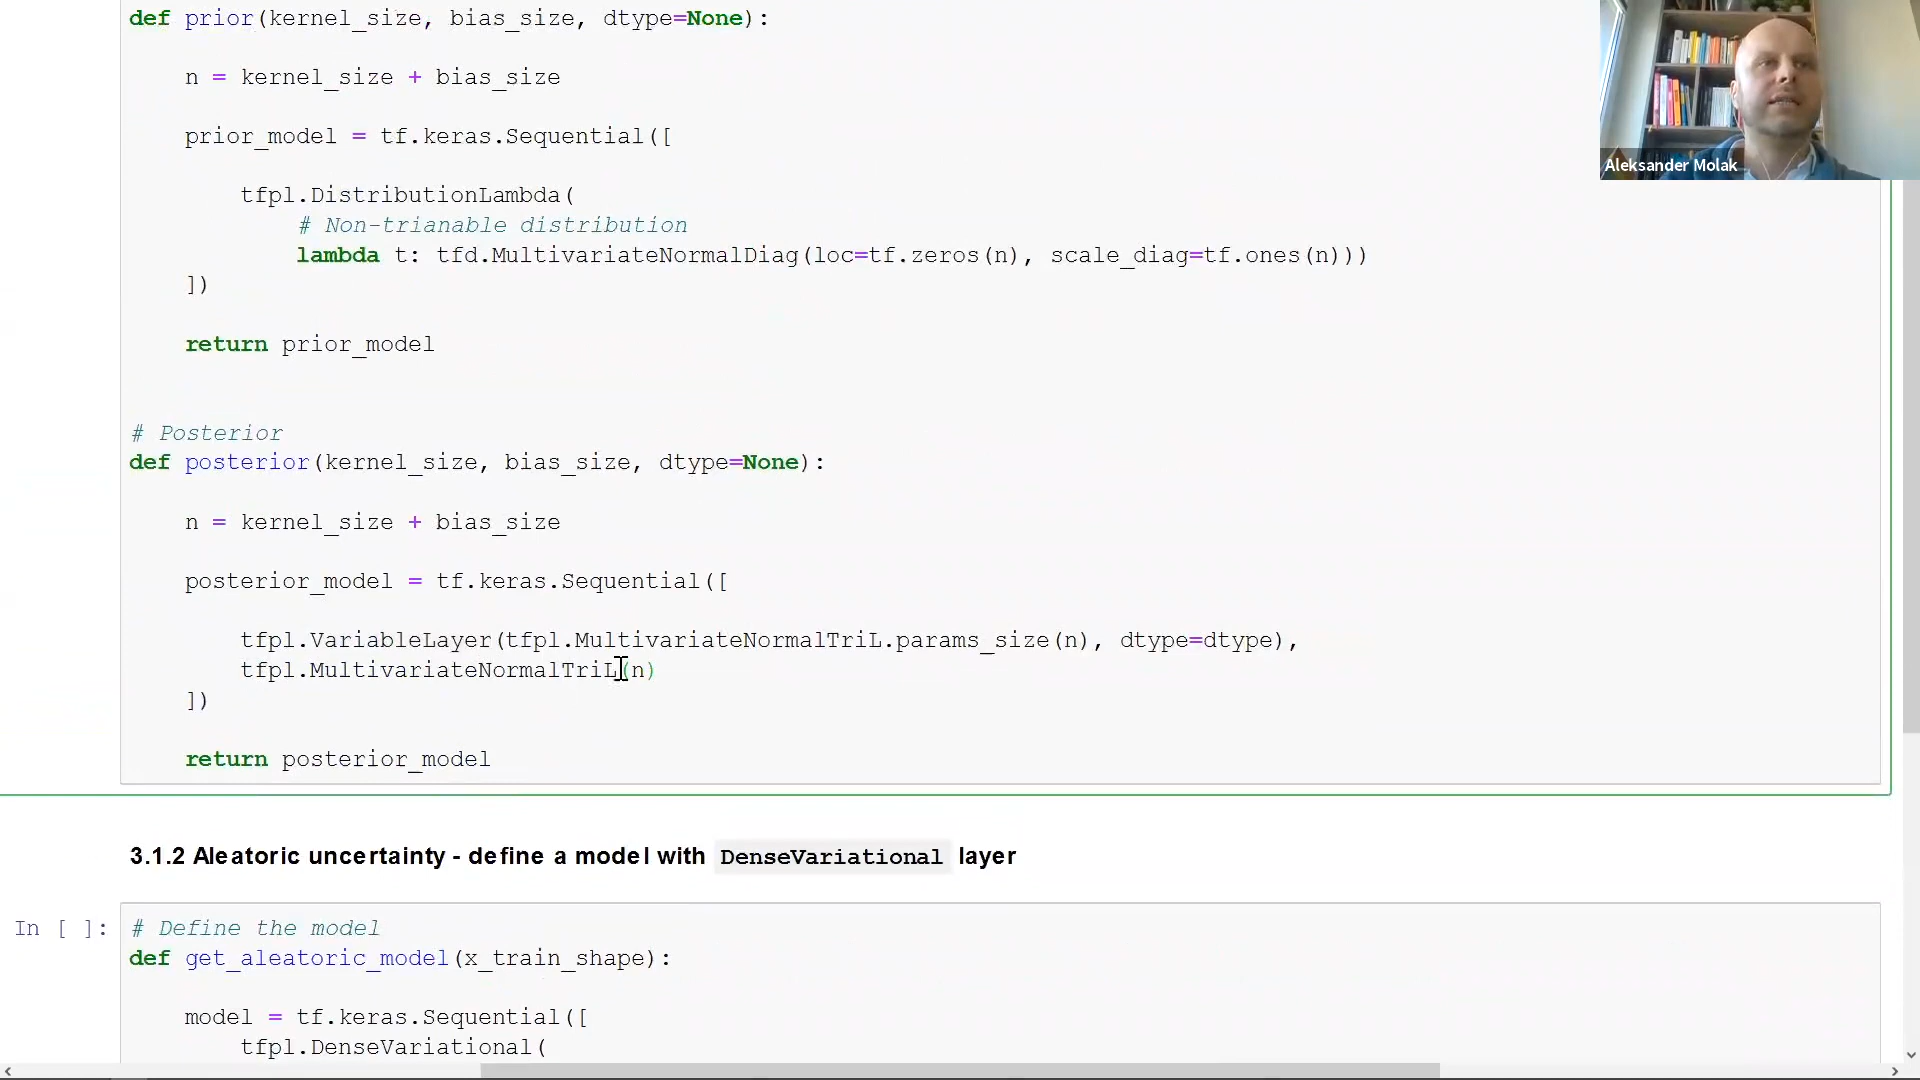 def prior(kernel_size, bias_size, dtype=None):
n = kernel_size + bias_size
prior_model = tf.keras.Sequential([
tfpl.DistributionLambda(
# Non-trianable distribution
lambda t: tfd.MultivariateNormalDiag(loc=tf.zeros(n), scale_diag=tf.ones(n)))
])
return prior_model
# Posterior
def posterior(kernel_size, bias_size, dtype=None):
n = kernel_size + bias_size
posterior_model = tf.keras.Sequential([
tfpl.VariableLayer(tfpl.MultivariateNormalTriL.params_size(n), dtype=dtype),
tfpl.MultivariateNormalTriL(n)
])
return posterior_model
3.1.2 Aleatoric uncertainty - define a model with DenseVariational layer
In [ ]: # Define the model
def get_aleatoric_model(x_train_shape):
model = tf.keras.Sequential([
tfpl.DenseVariational(
Aleksander Molak